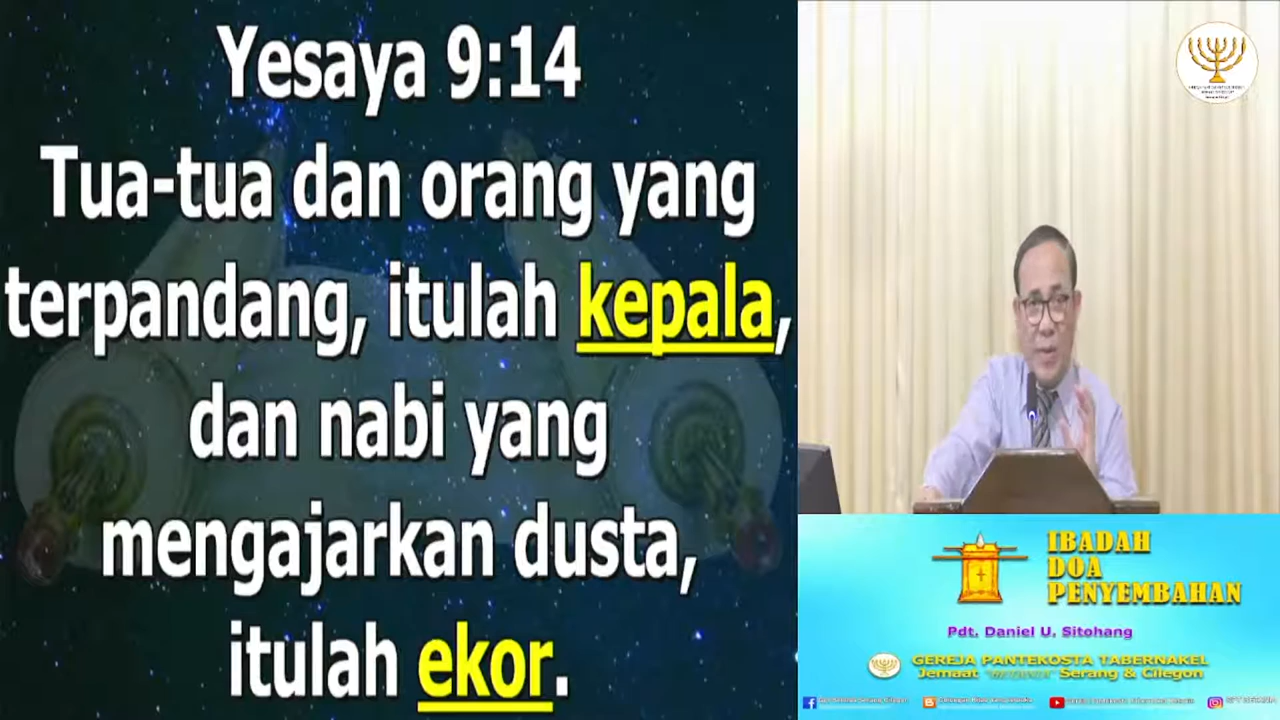 Yesaya 9:14
Tua-tua dan orang yang
terpandang, itulah kepala,
dan nabi yang
mengajarkan dusta,
itulah ekor.
IBADAH
DOA
PENYEMBAHAN
Pdt. Daniel U. Sitohang
GEREJA PANTEKOSTA TABERNAKEL
Jemaat Serang & Cilegon